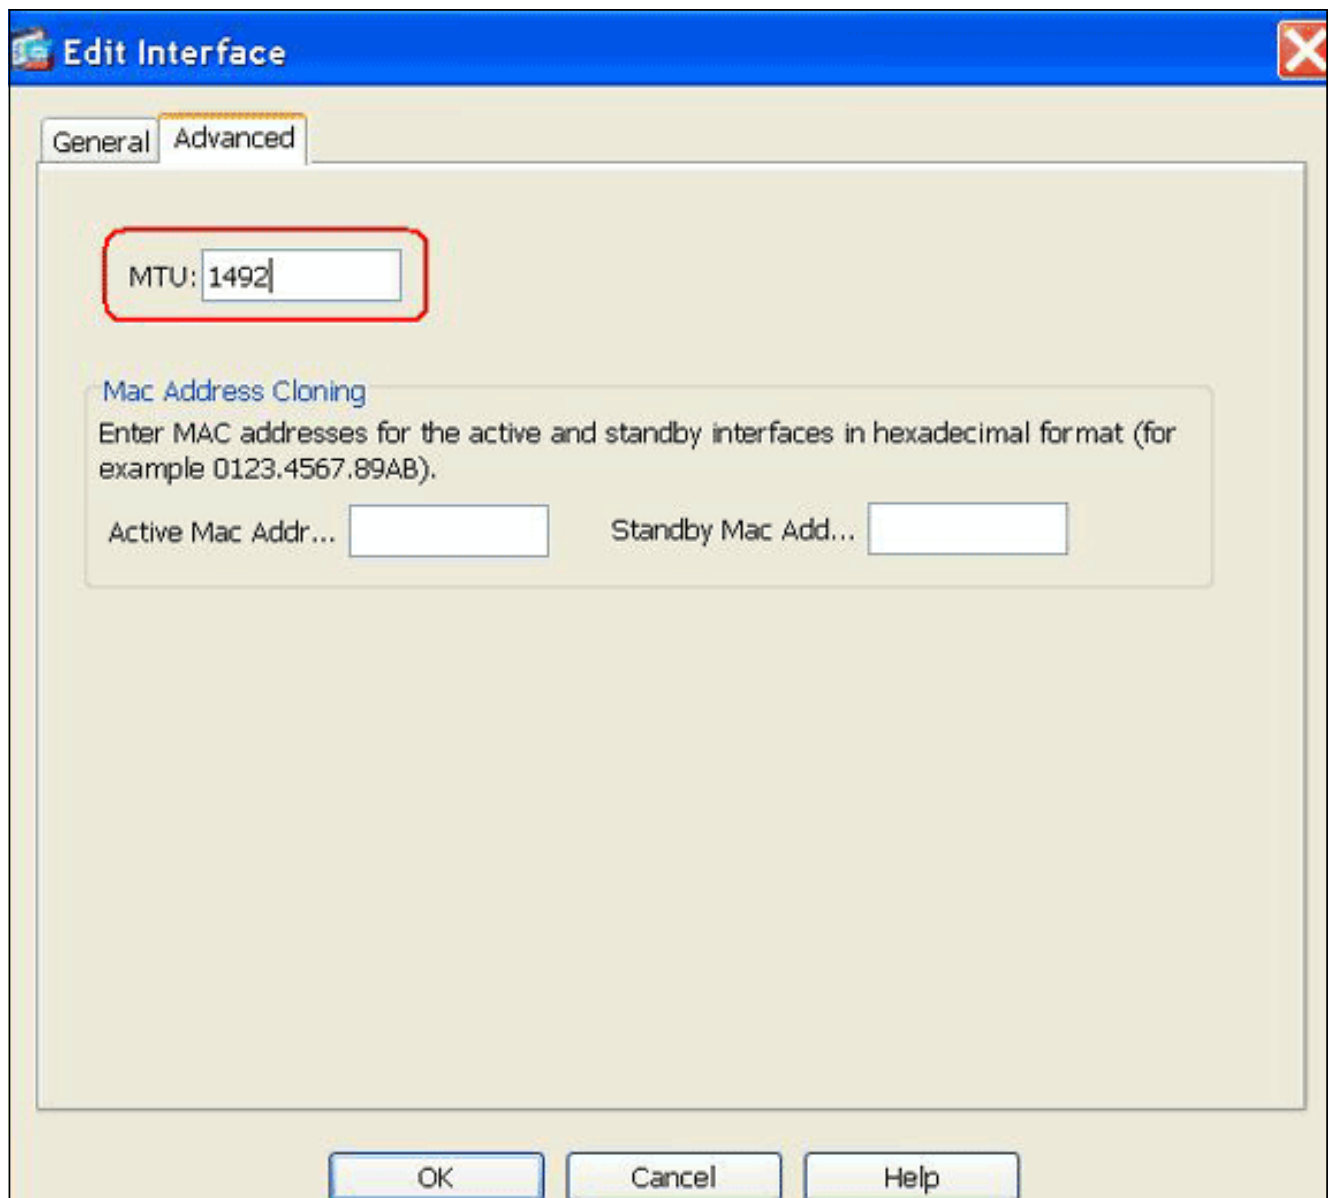 Edit Interface
General Advanced
MTU: 1492
Mac Address Cloning
Enter MAC addresses for the active and standby interfaces in hexadecimal format (for
example 0123.4567.89AB).
Active Mac Addr... Standby Mac Add...
OK Cancel Help